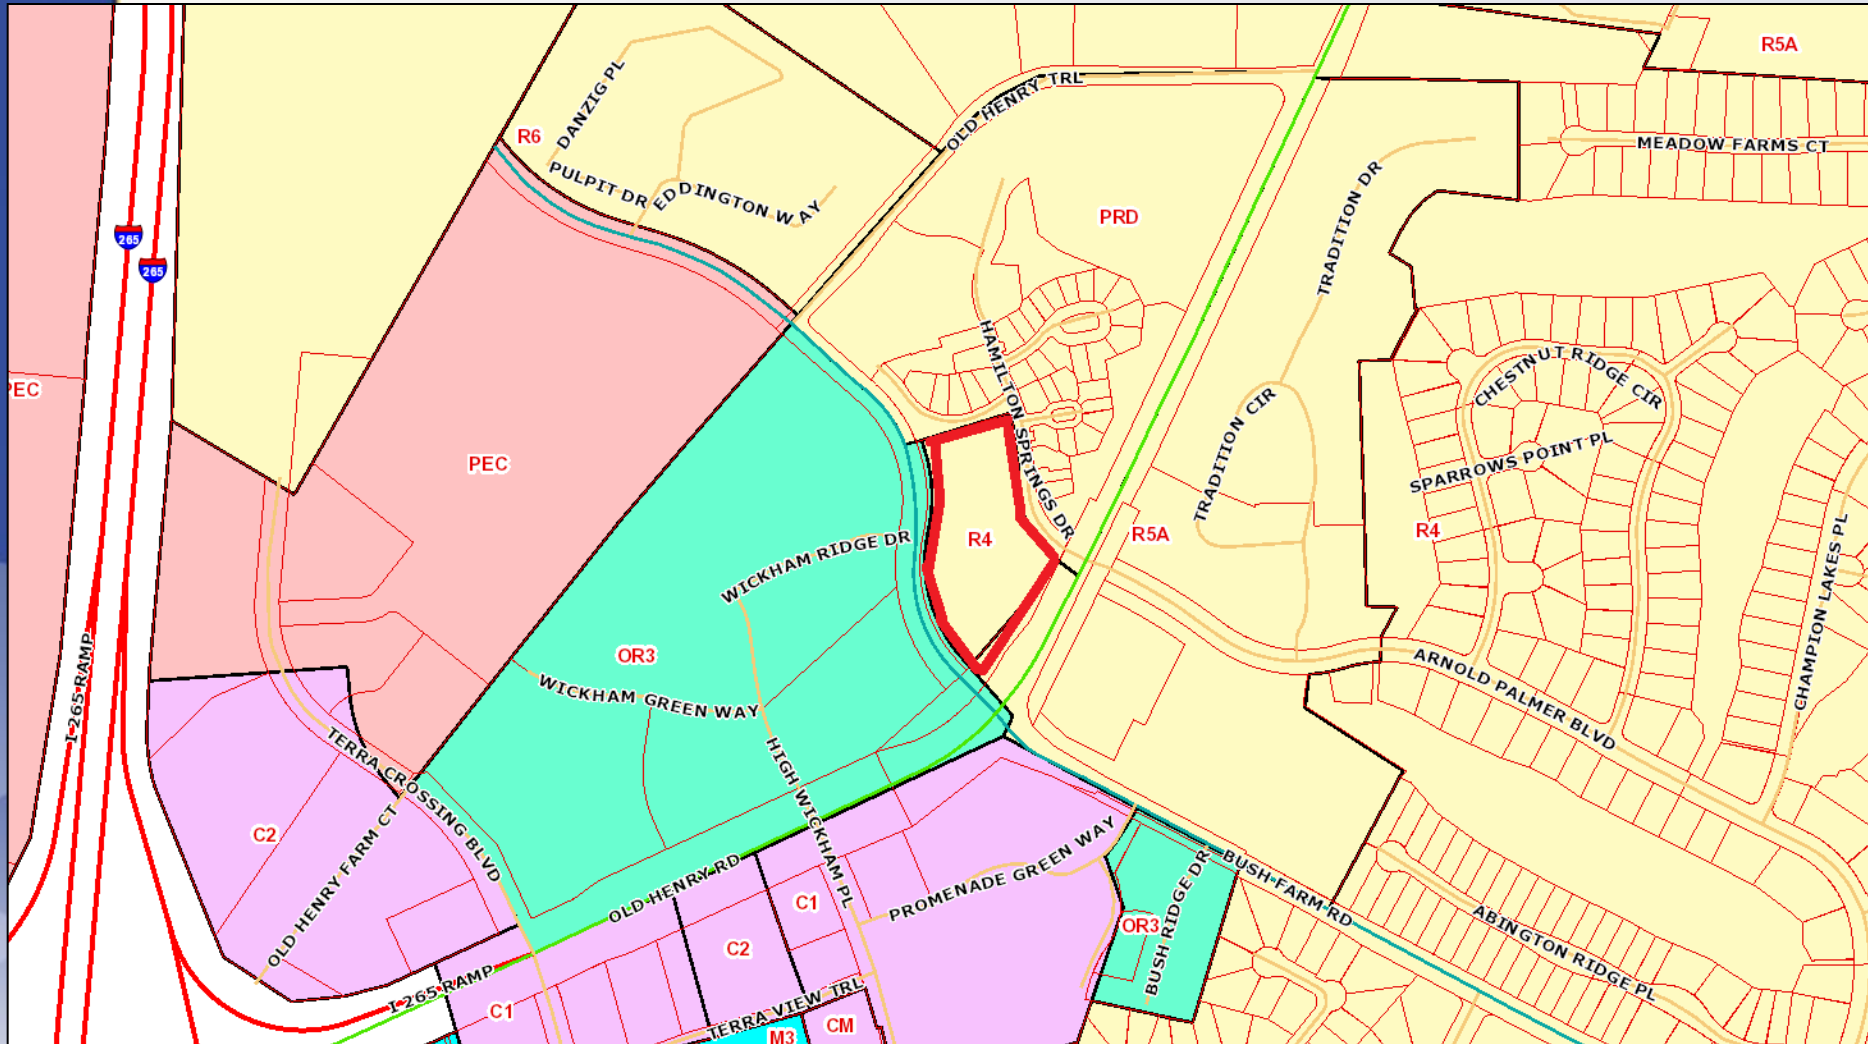 R5A
OLD HENRY TRL
DANZIG PL
R6
MEADOW FARMS CT
PULPIT DR
EDDINGTON WAY
TRADITION DR
PRD
265
265
HAMILTON SPRINGS DR
PEC
CHESTNUT RIDGE CIR
TRADITION CIR
SPARROWS POINT PL
PEC
R4
R5A
R4
WICKHAM RIDGE DR
CHAMPION LAKES PL
OR3
I 265 RAMP
WICKHAM GREEN WAY
ARNOLD PALMER BLVD
TERRA CROSSING BLVD
HIGH WICKHAM PL
C2
OLD HENRY FARM CT
OLD HENRY RD
PROMENADE GREEN WAY
BUSH RIDGE DR
BUSH FARM RD
C1
OR3
ABINGTON RIDGE PL
C2
I 265 RAMP
TERRA VIEW TRL
C1
CM
M3